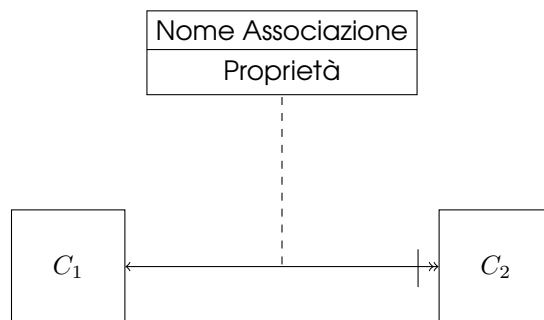 Nome Associazione
Proprietà
C₁
C₂